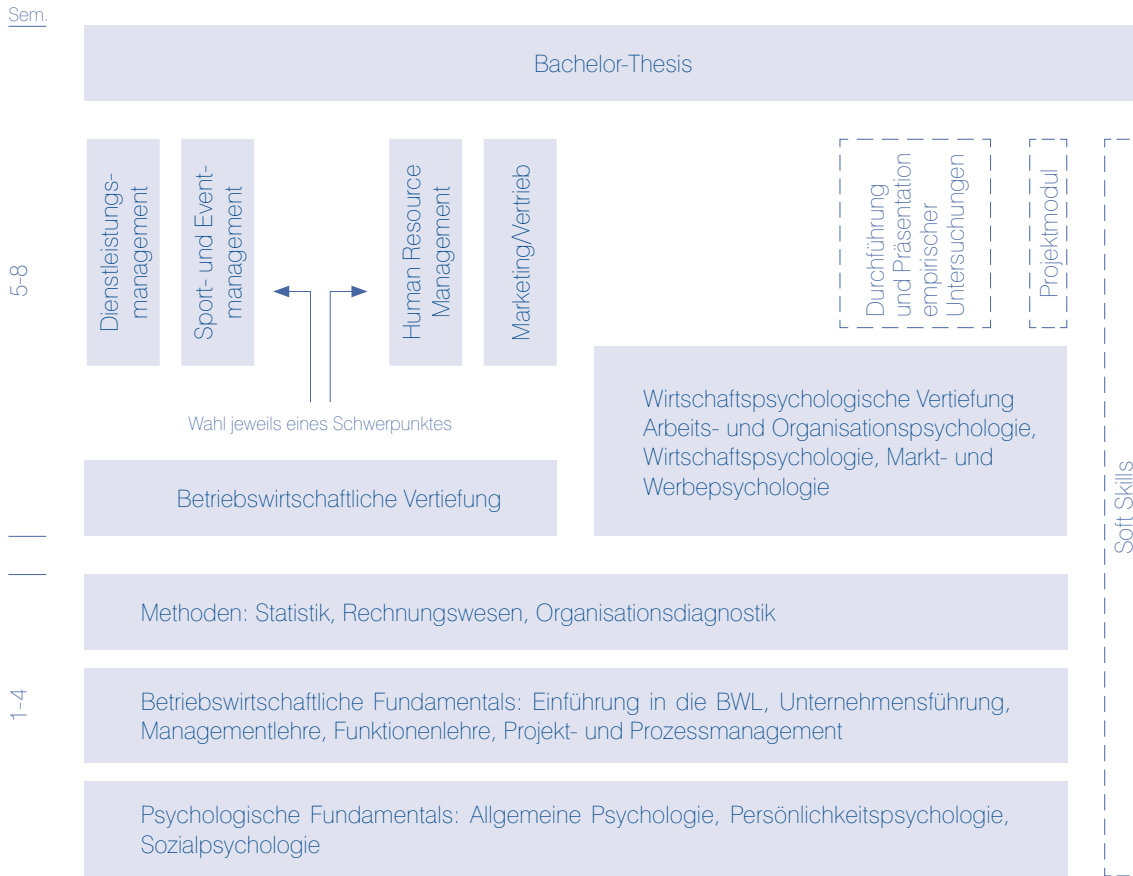 Sem.
Bachelor-Thesis
5-8
Dienstleistungs-
management
Sport- und Event-
management
Human Resource
Management
Marketing/Vertrieb
Durchführung
und Präsentation
empirischer
Untersuchungen
Projektmodul
Wahl jeweils eines Schwerpunktes
Wirtschaftspsychologische Vertiefung
Arbeits- und Organisationspsychologie,
Wirtschaftspsychologie, Markt- und
Werbepsychologie
Betriebswirtschaftliche Vertiefung
Soft Skills
1-4
Methoden: Statistik, Rechnungswesen, Organisationsdiagnostik
Betriebswirtschaftliche Fundamentals: Einführung in die BWL, Unternehmensführung,
Managementlehre, Funktionenlehre, Projekt- und Prozessmanagement
Psychologische Fundamentals: Allgemeine Psychologie, Persönlichkeitspsychologie,
Sozialpsychologie